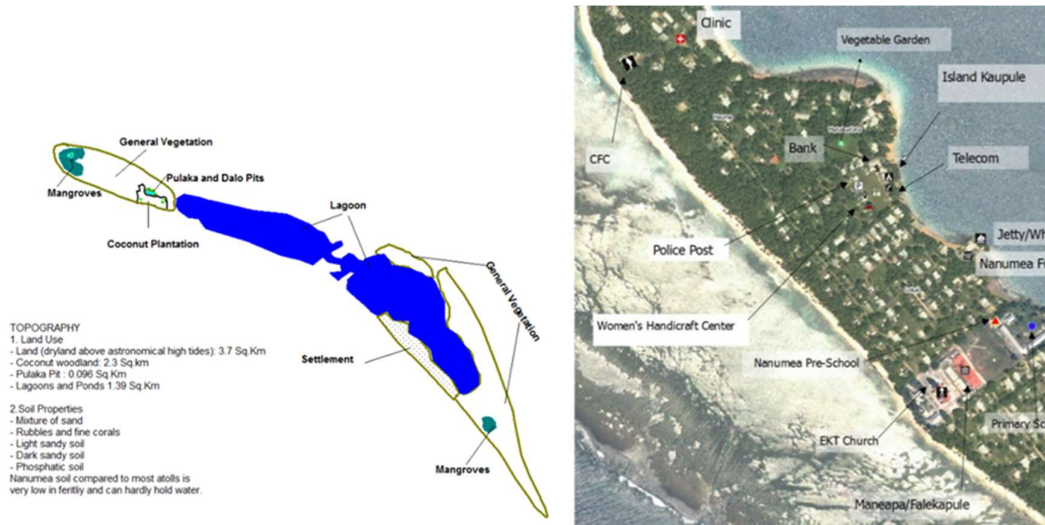 General Vegetation
Mangroves
Pulaka and Dalo Pits
Coconut Plantation
Lagoon
General Vegetation
Settlement
Mangroves
TOPOGRAPHY
1. Land Use
- Land (dryland above astronomical high tides): 3.7 Sq.Km
- Coconut woodland: 2.3 Sq.km
- Pulaka Pit : 0.096 Sq.Km
- Lagoons and Ponds 1.39 Sq.Km
2.Soil Properties
- Mixture of sand
- Rubbles and fine corals
- Light sandy soil
- Dark sandy soil
- Phosphatic soil
Nanumea soil compared to most atolls is
very low in feritliy and can hardly hold water.
Clinic
Vegetable Garden
Island Kaupule
CFC
Bank
Telecom
Police Post
Jetty/Wh
Nanumea Fu
Women's Handicraft Center
Nanumea Pre-School
EKT Church
Primary Sc
Maneapa/Falekapule